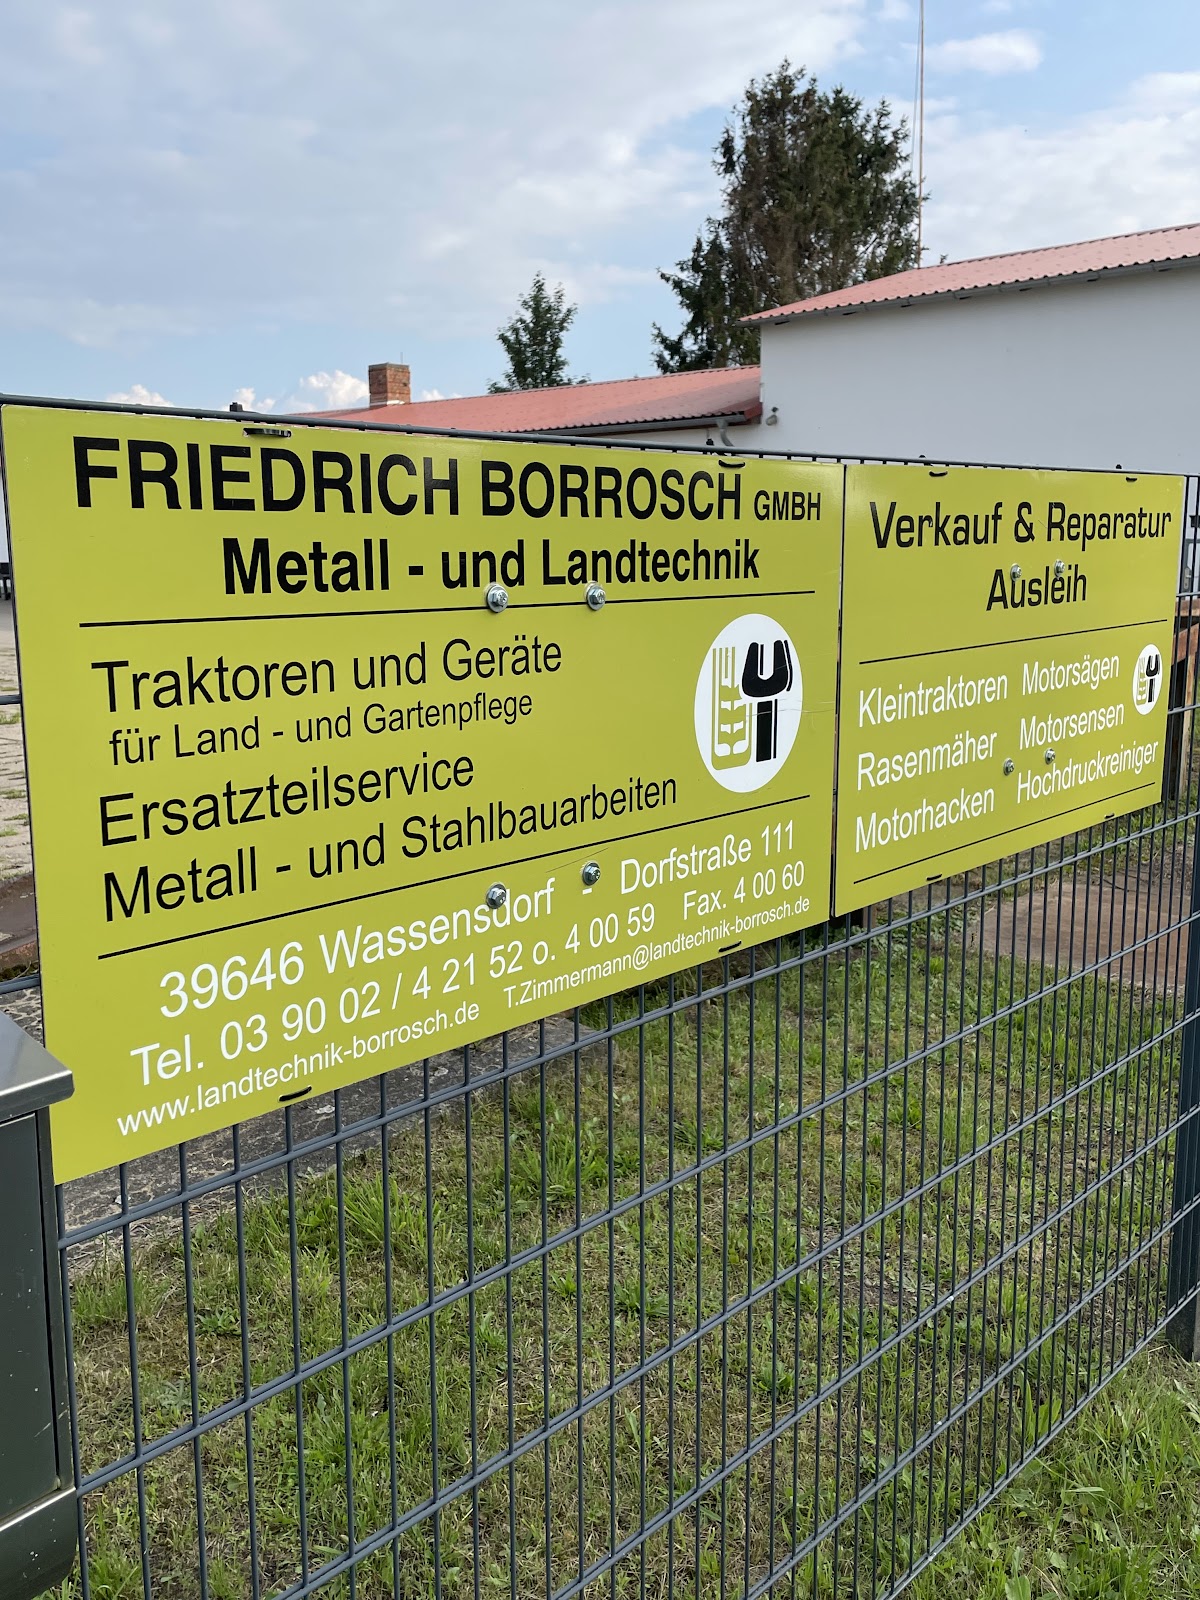 FRIEDRICH BORROSCH GMBH
Metall - und Landtechnik
Traktoren und Geräte
für Land - und Gartenpflege
Ersatzteilservice
Metall - und Stahlbauarbeiten
39646 Wassensdorf - Dorfstraße 111
Tel. 03 90 02 / 4 21 52 o. 4 00 59 Fax. 4 00 60
www.landtechnik-borrosch.de T.Zimmermann@landtechnik-borrosch.de
Verkauf & Reparatur
Ausleih
Kleintraktoren Motorsägen
Rasenmäher Motorsensen
Motorhacken Hochdruckreiniger